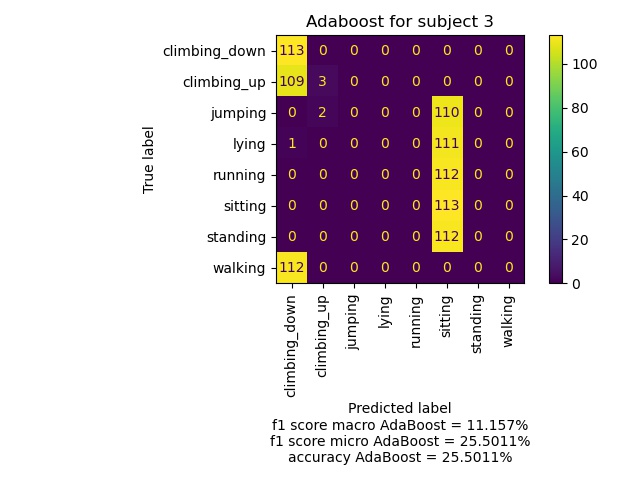 Adaboost for subject 3
climbing_down 113 0 0 0 0 0 0 0
climbing_up 109 3 0 0 0 0 0 0
jumping 0 2 0 0 0 110 0 0
lying 1 0 0 0 0 111 0 0
running 0 0 0 0 0 112 0 0
sitting 0 0 0 0 0 113 0 0
standing 0 0 0 0 0 112 0 0
walking 112 0 0 0 0 0 0 0
True label
climbing_down
climbing_up
jumping
lying
running
sitting
standing
walking
100
80
60
40
20
0
Predicted label
f1 score macro AdaBoost = 11.157%
f1 score micro AdaBoost = 25.5011%
accuracy AdaBoost = 25.5011%